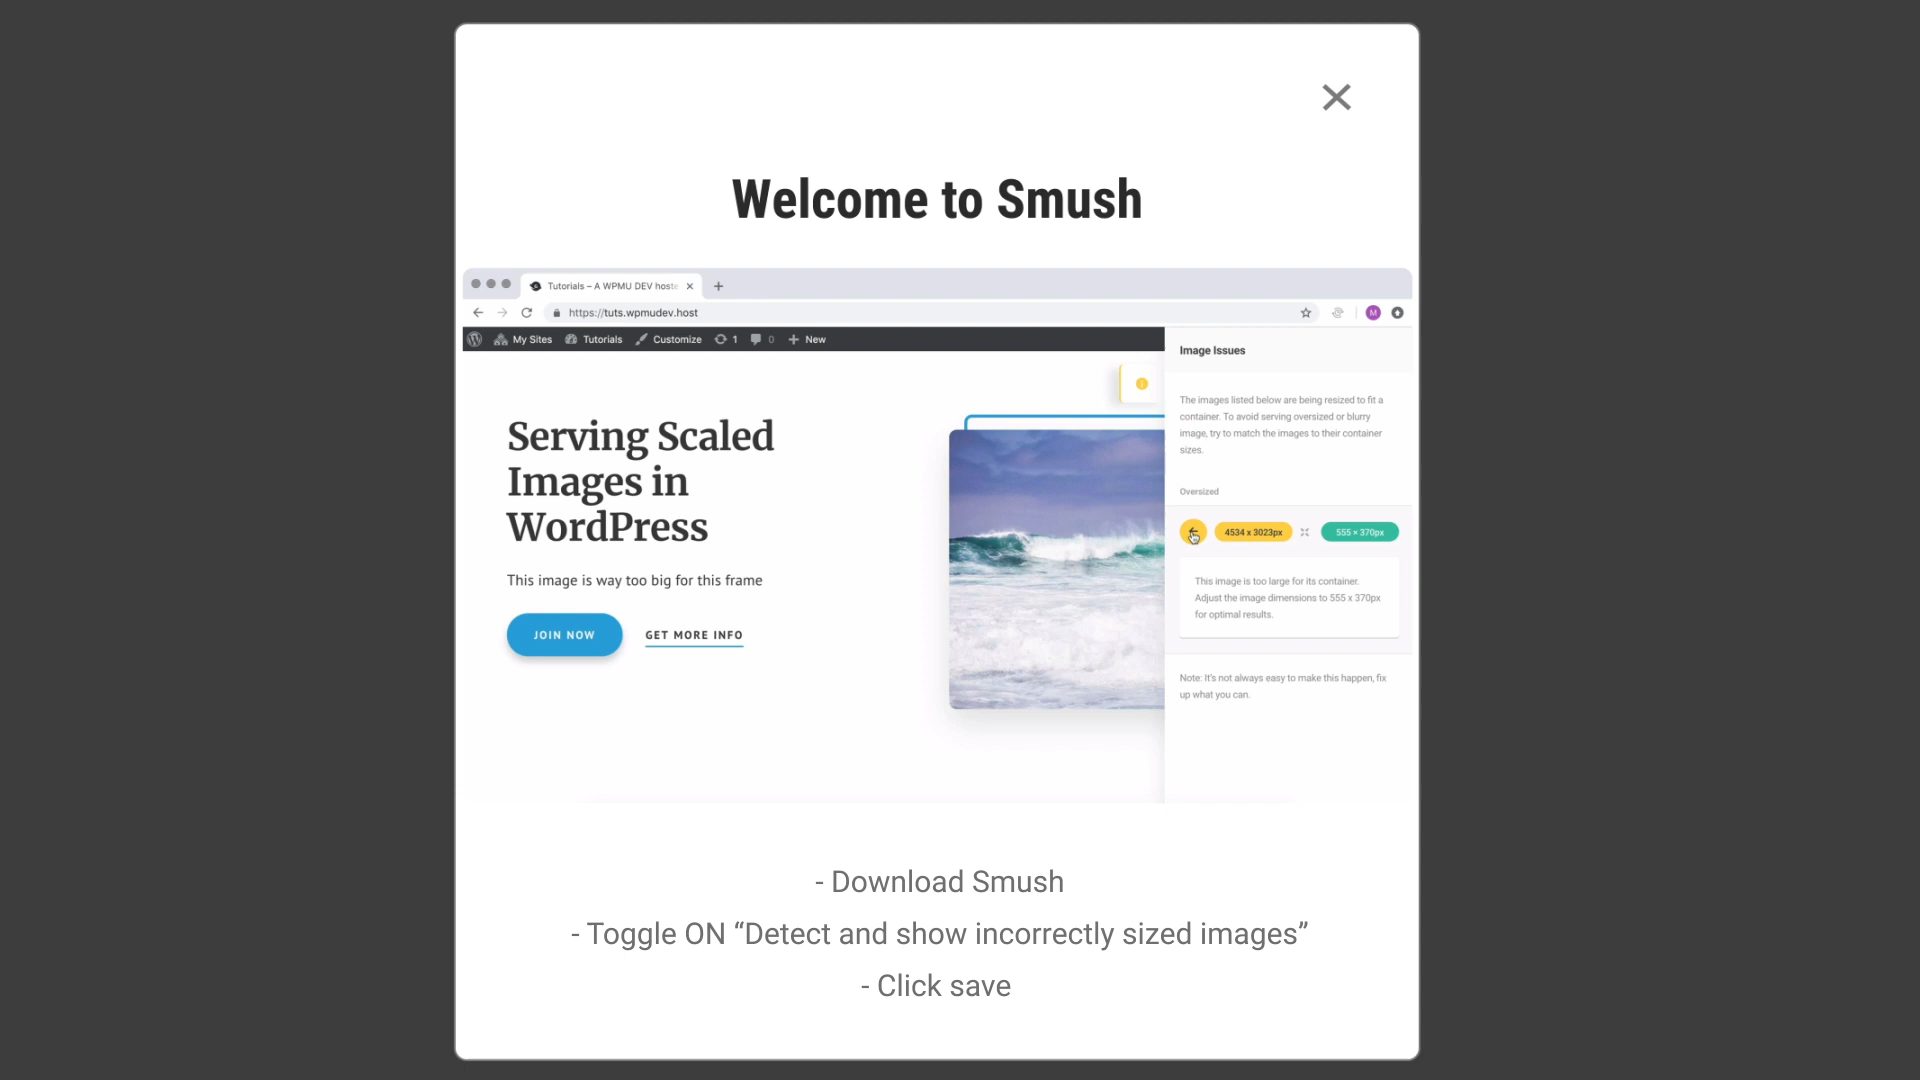 Welcome to Smush
Tutorials – A WPMU DEV hoste
https://tuts.wpmudev.host
M
My Sites Tutorials Customize 1 0 New
Image Issues
The images listed below are being resized to fit a
container. To avoid serving oversized or blurry
image, try to match the images to their container
sizes.
Serving Scaled
Images in
WordPress
This image is way too big for this frame
JOIN NOW GET MORE INFO
Oversized
4534 x 3023px 555 × 370px
This image is too large for its container.
Adjust the image dimensions to 555 x 370px
for optimal results.
Note: It's not always easy to make this happen, fix
up what you can.
- Download Smush
- Toggle ON “Detect and show incorrectly sized images”
- Click save